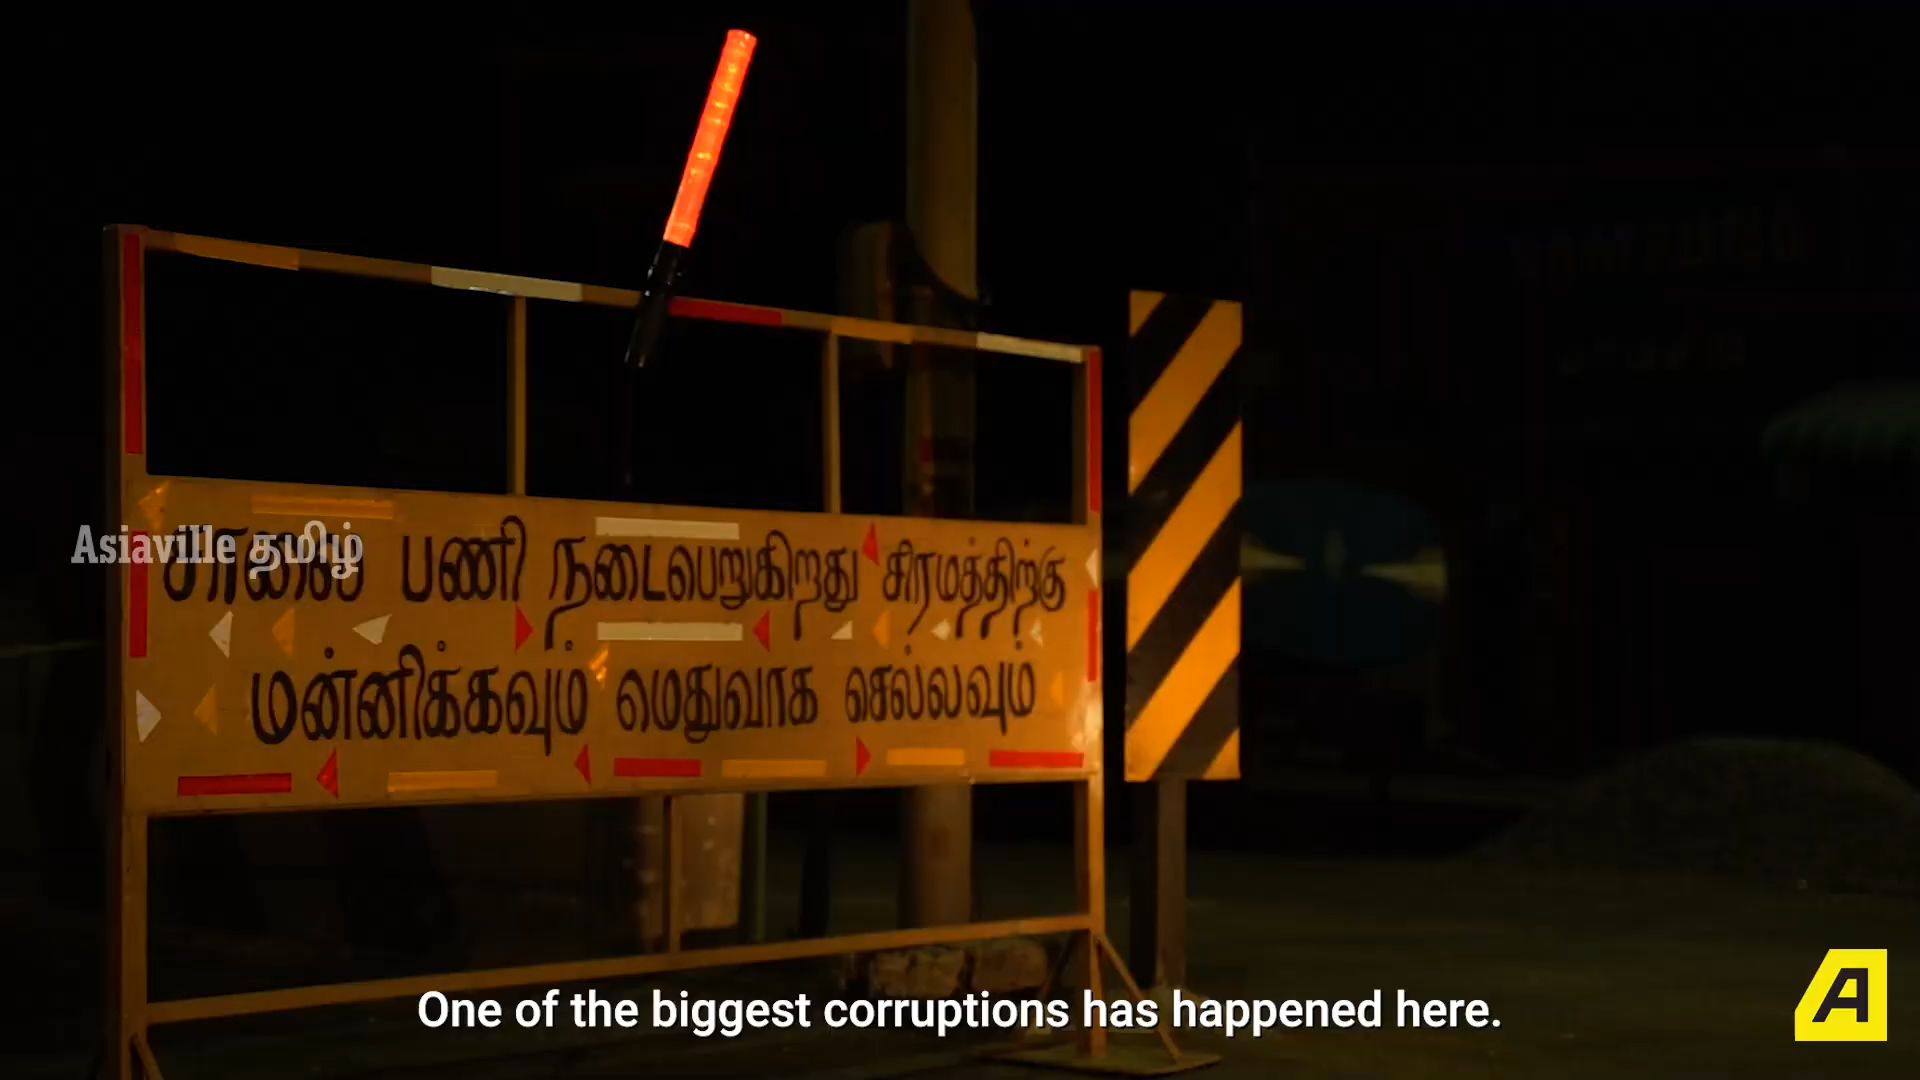 Asiaville தமிழ்
சாலை பணி நடைபெறுகிறது சிரமத்திற்கு
மன்னிக்கவும் மெதுவாக செல்லவும்
One of the biggest corruptions has happened here.
A